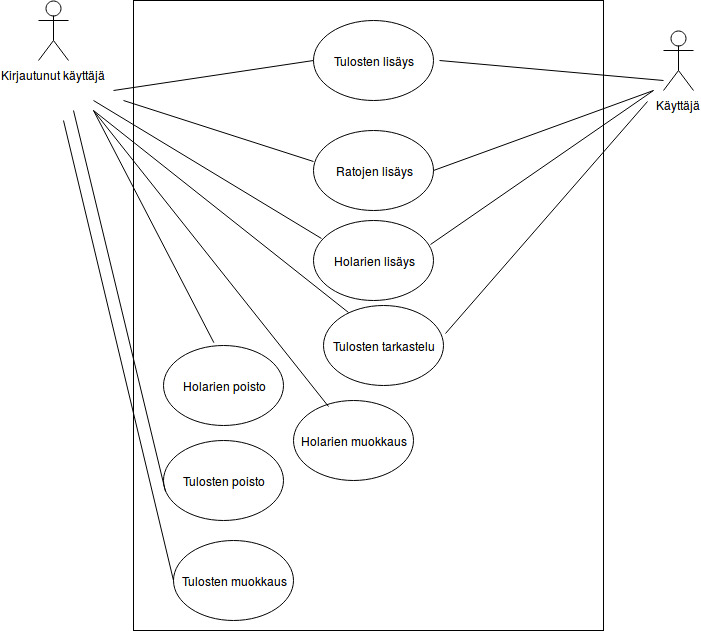 Kirjautunut käyttäjä
Käyttäjä
Tulosten lisäys
Ratojen lisäys
Holarien lisäys
Tulosten tarkastelu
Holarien poisto
Holarien muokkaus
Tulosten poisto
Tulosten muokkaus